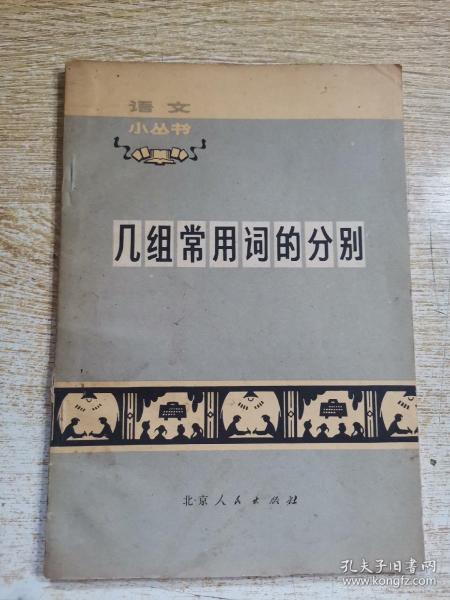 语文
小丛书
几组常用词的分别
北京人民出版社
孔夫子旧书网
www.kongfz.com